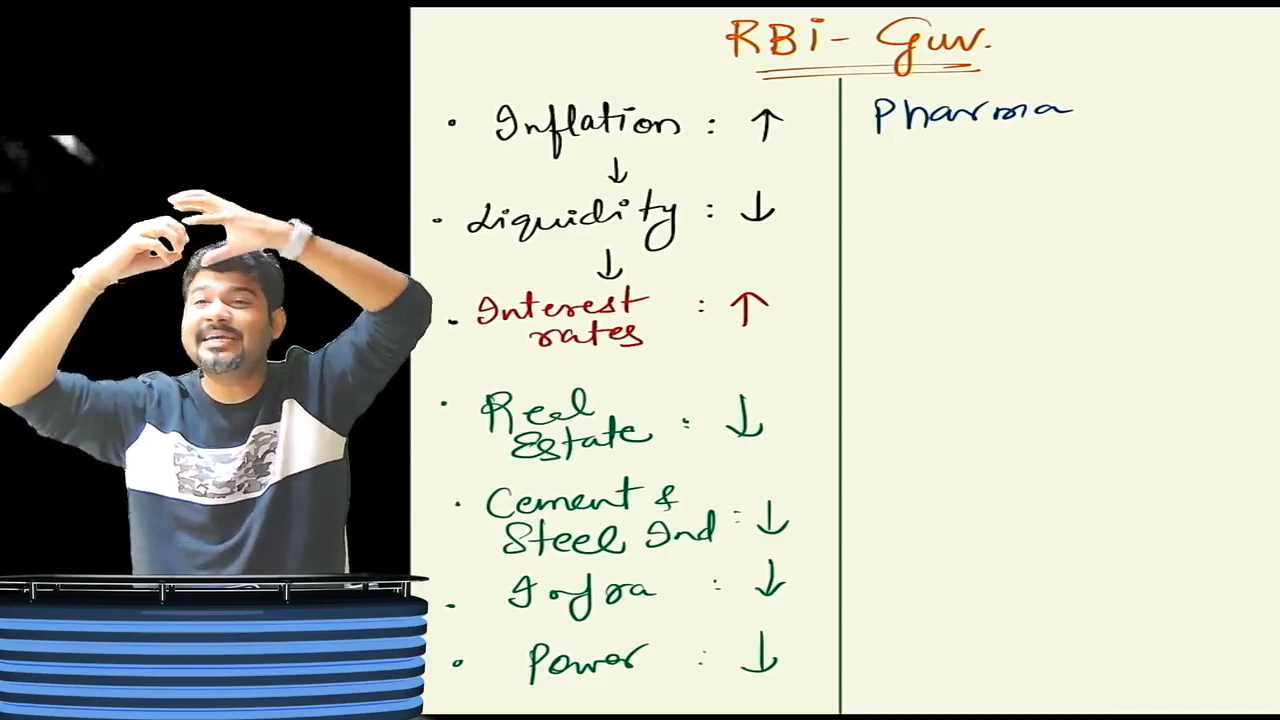 RBi - Guv.
• Inflation : ↑
↓
• Liquidity : ↓
↓
• Interest rates : ↑
• Real Estate : ↓
• Cement & Steel Ind : ↓
• Infra : ↓
• Power : ↓
Pharma